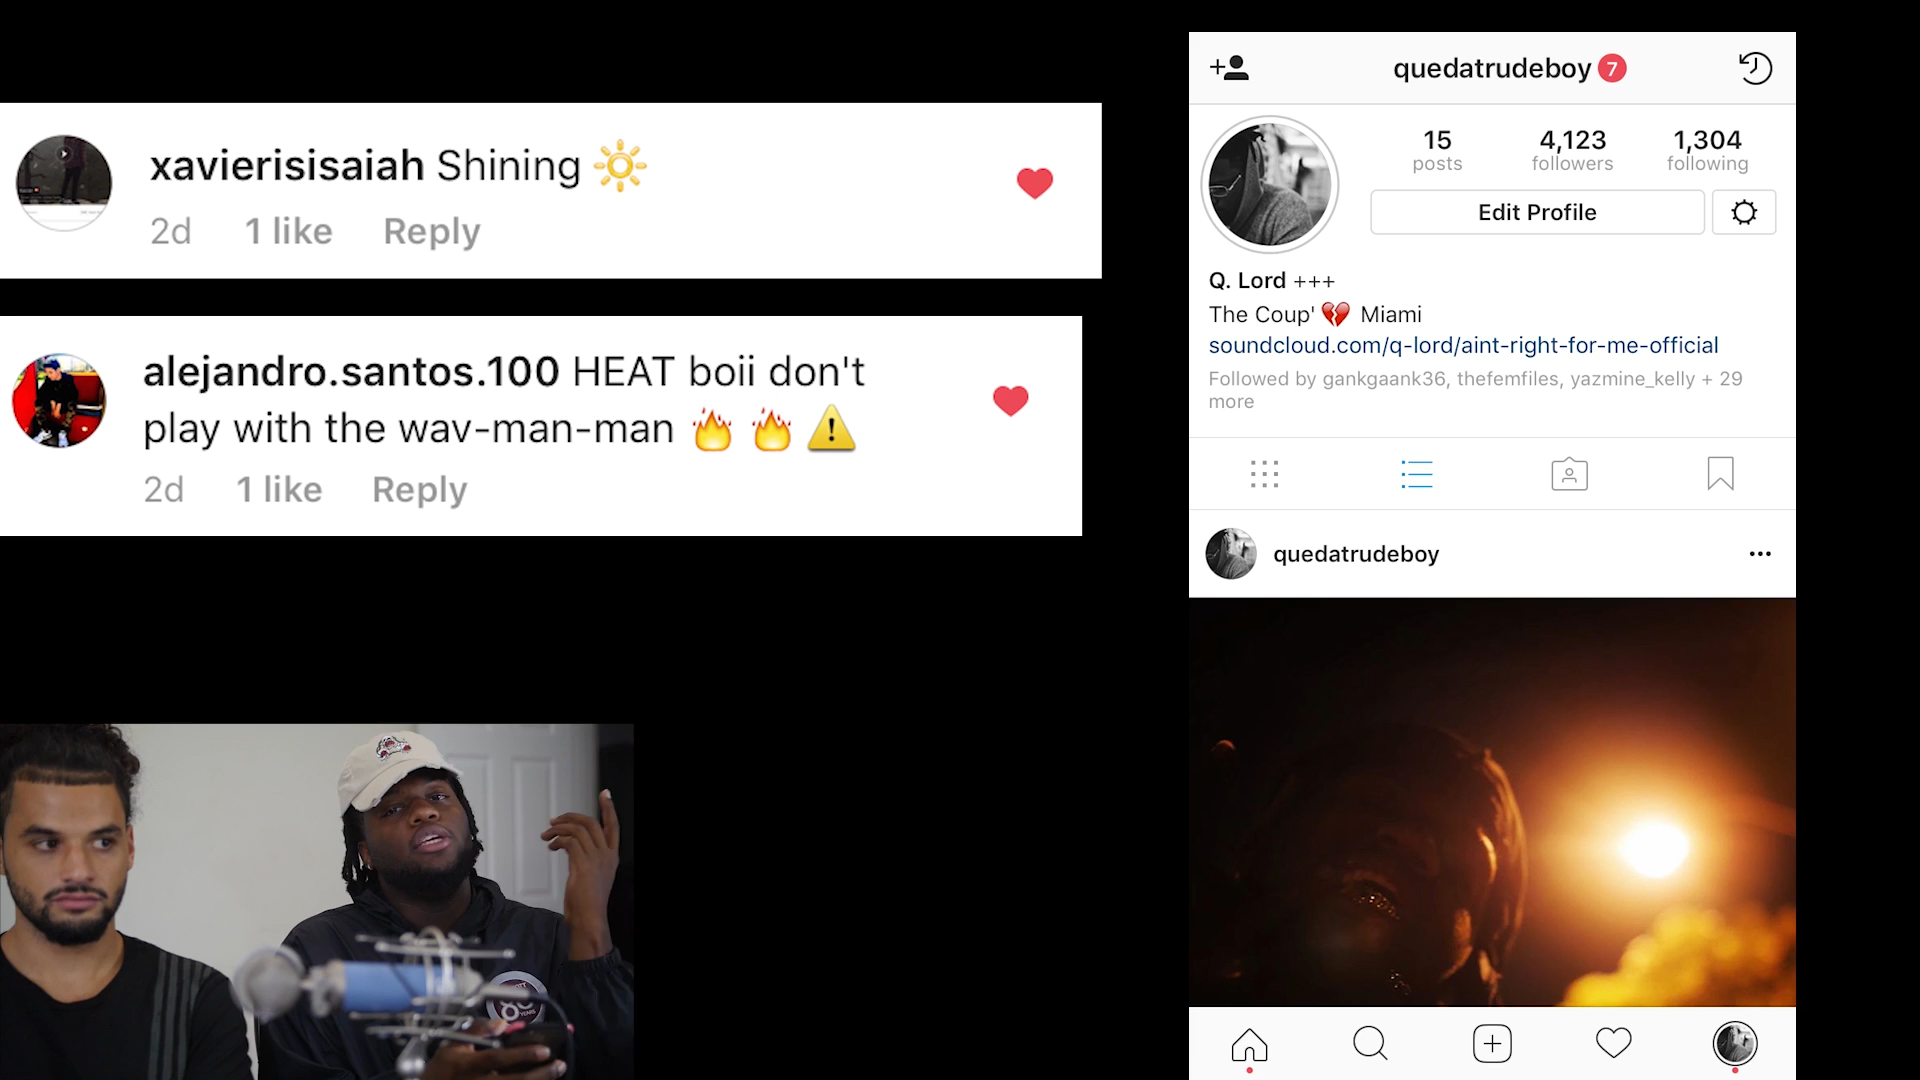 xavierisisaiah Shining
2d 1 like Reply
alejandro.santos.100 HEAT boii don't
play with the wav-man-man
2d 1 like Reply
quedatrudeboy 7
15 4,123 1,304
posts followers following
Edit Profile
Q. Lord +++
The Coup' Miami
soundcloud.com/q-lord/aint-right-for-me-official
Followed by gankgaank36, thefemfiles, yazmine_kelly + 29
more
quedatrudeboy
YEARS